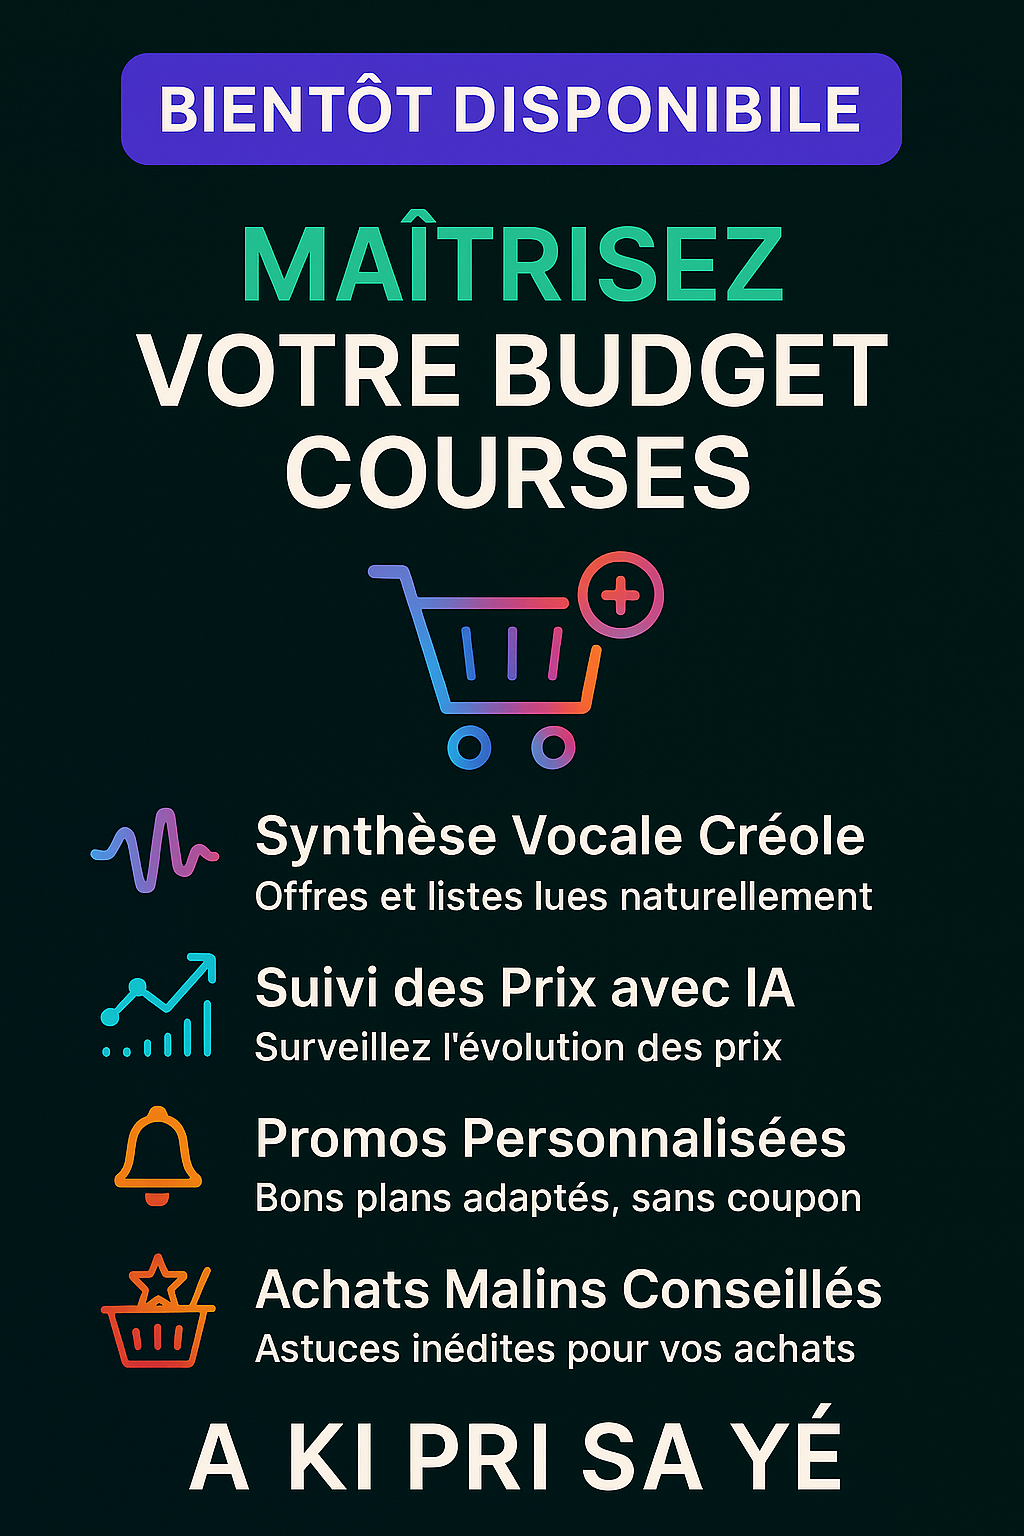 BIENTÔT DISPONIBILE
MAÎTRISEZ
VOTRE BUDGET
COURSES
Synthèse Vocale Créole
Offres et listes lues naturellement
Suivi des Prix avec IA
Surveillez l'évolution des prix
Promos Personnalisées
Bons plans adaptés, sans coupon
Achats Malins Conseillés
Astuces inédites pour vos achats
A KI PRI SA YÉ